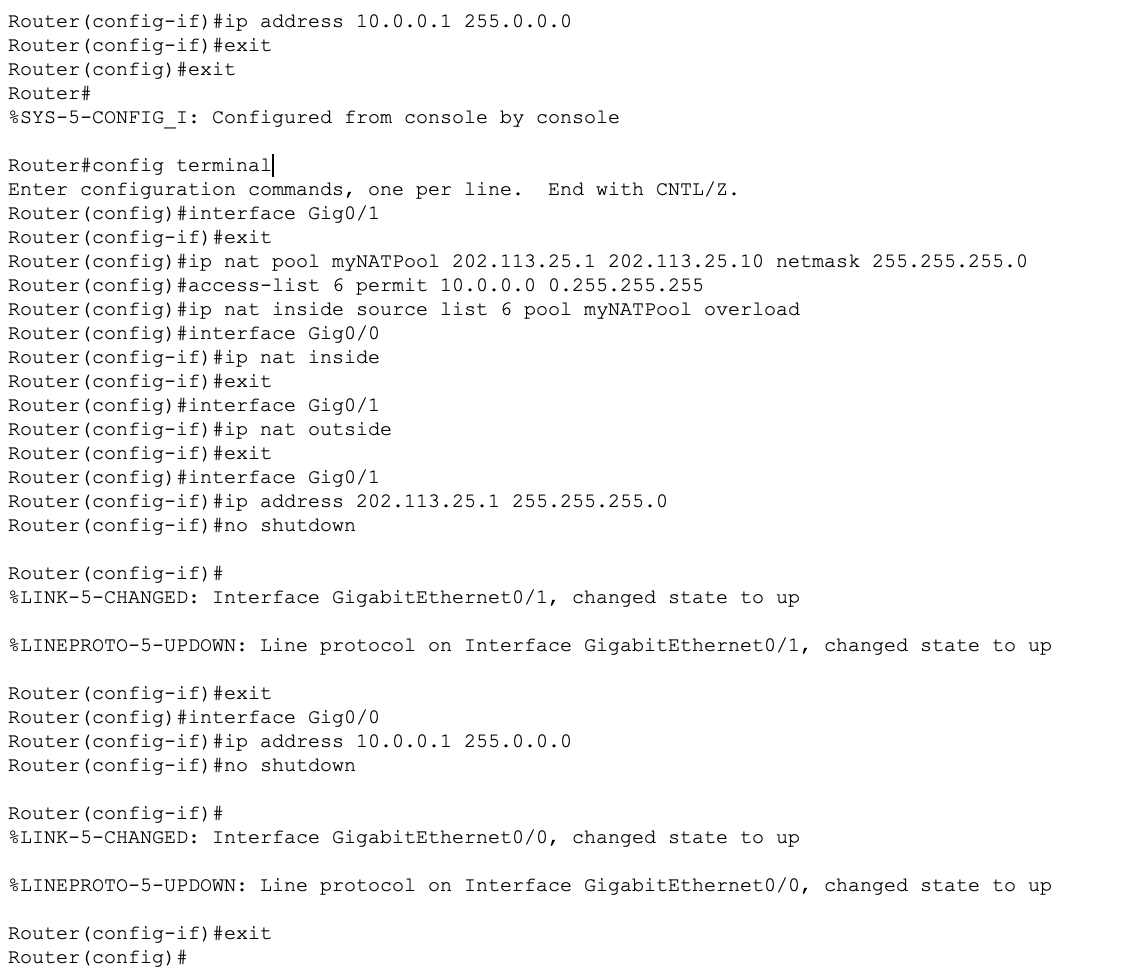 Router(config-if)#ip address 10.0.0.1 255.0.0.0
Router(config-if)#exit
Router(config)#exit
Router#
%SYS-5-CONFIG_I: Configured from console by console
Router#config terminal
Enter configuration commands, one per line.  End with CNTL/Z.
Router(config)#interface Gig0/1
Router(config-if)#exit
Router(config)#ip nat pool myNATPool 202.113.25.1 202.113.25.10 netmask 255.255.255.0
Router(config)#access-list 6 permit 10.0.0.0 0.255.255.255
Router(config)#ip nat inside source list 6 pool myNATPool overload
Router(config)#interface Gig0/0
Router(config-if)#ip nat inside
Router(config-if)#exit
Router(config)#interface Gig0/1
Router(config-if)#ip nat outside
Router(config-if)#exit
Router(config)#interface Gig0/1
Router(config-if)#ip address 202.113.25.1 255.255.255.0
Router(config-if)#no shutdown
Router(config-if)#
%LINK-5-CHANGED: Interface GigabitEthernet0/1, changed state to up
%LINEPROTO-5-UPDOWN: Line protocol on Interface GigabitEthernet0/1, changed state to up
Router(config-if)#exit
Router(config)#interface Gig0/0
Router(config-if)#ip address 10.0.0.1 255.0.0.0
Router(config-if)#no shutdown
Router(config-if)#
%LINK-5-CHANGED: Interface GigabitEthernet0/0, changed state to up
%LINEPROTO-5-UPDOWN: Line protocol on Interface GigabitEthernet0/0, changed state to up
Router(config-if)#exit
Router(config)#